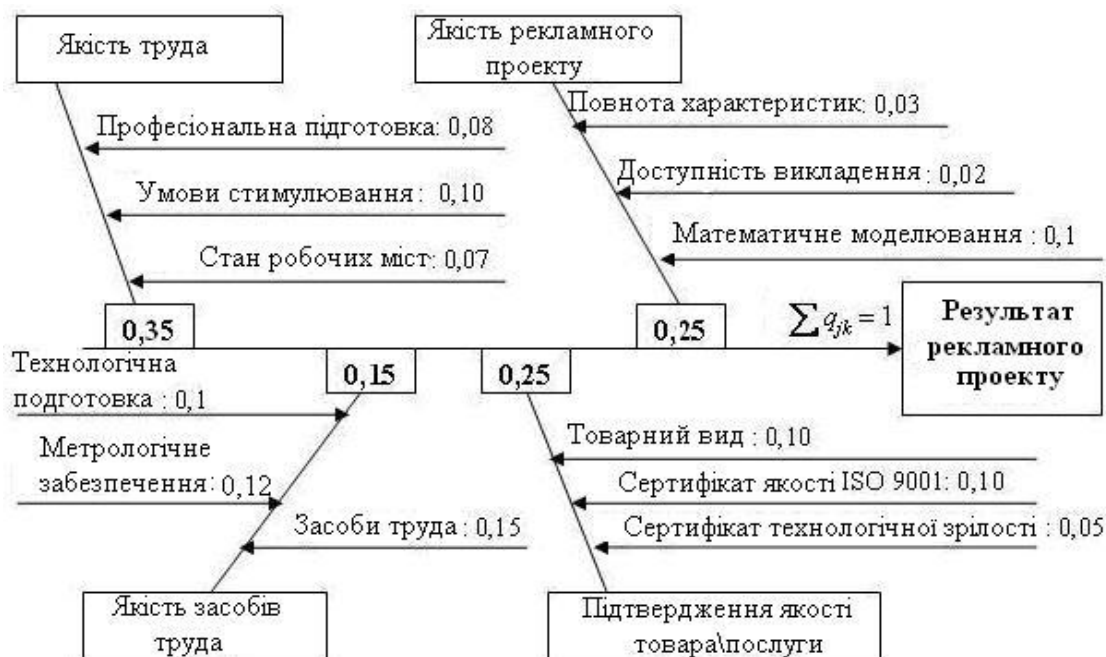 Якість труда
Якість рекламного
проекту
Професіональна підготовка: 0,08
Умови стимулювання : 0,10
Стан робочих міст: 0,07
Повнота характеристик: 0,03
Доступність викладення : 0,02
Математичне моделювання : 0,1
0,35
0,25
∑ qjk = 1
Результат
рекламного
проекту
0,15
0,25
Технологічна
подготовка : 0,1
Метрологічне
забезпечення: 0,12
Засоби труда : 0,15
Товарний вид : 0,10
Сертифікат якості ISO 9001: 0,10
Сертифікат технологічної зрілості : 0,05
Якість засобів
труда
Підтвердження якості
товара\послуги